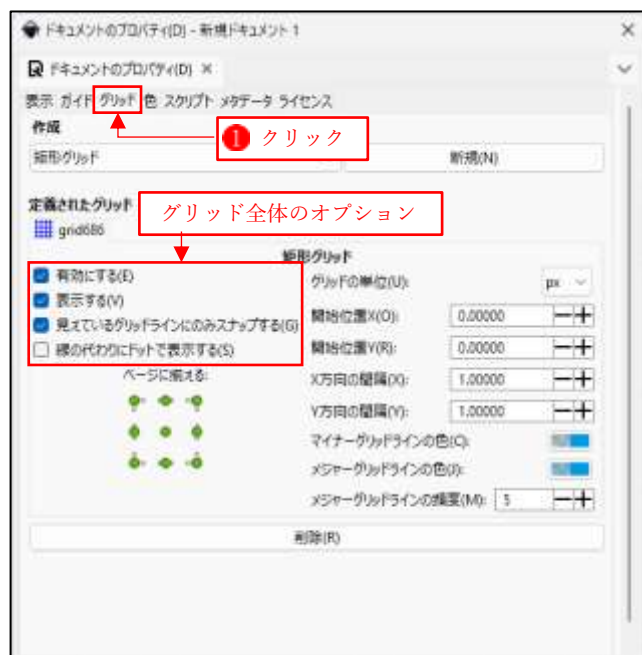 ドキュメントのプロパティ(D) - 新規ドキュメント 1
ドキュメントのプロパティ(D)
表示 ガイド グリッド 色 スクリプト メタデータ ライセンス
作成
1 クリック
矩形グリッド 新規(N)
定義されたグリッド
グリッド全体のオプション
grid686
矩形グリッド
有効にする(E) グリッドの単位(U): px
表示する(V)
見えているグリッドラインにのみスナップする(G) 開始位置X(O): 0.00000
線の代わりにドットで表示する(S) 開始位置Y(R): 0.00000
ページに揃える: X方向の間隔(X): 1.00000
Y方向の間隔(Y): 1.00000
マイナーグリッドラインの色(C):
メジャーグリッドラインの色(J):
メジャーグリッドラインの頻度(M): 5
削除(R)